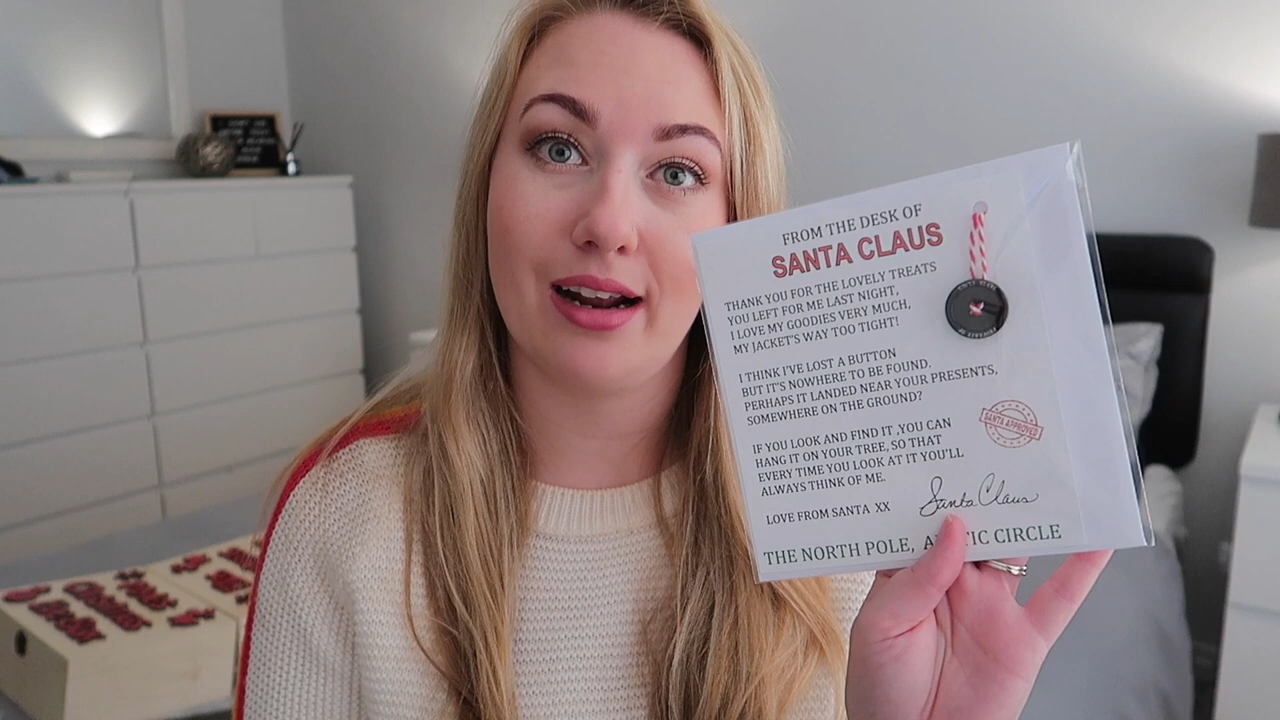 FROM THE DESK OF
SANTA CLAUS
THANK YOU FOR THE LOVELY TREATS
YOU LEFT FOR ME LAST NIGHT,
I LOVE MY GOODIES VERY MUCH,
MY JACKET'S WAY TOO TIGHT!
I THINK I'VE LOST A BUTTON
BUT IT'S NOWHERE TO BE FOUND.
PERHAPS IT LANDED NEAR YOUR PRESENTS,
SOMEWHERE ON THE GROUND?
IF YOU LOOK AND FIND IT ,YOU CAN
HANG IT ON YOUR TREE, SO THAT
EVERY TIME YOU LOOK AT IT YOU'LL
ALWAYS THINK OF ME.
SANTA APPROVED
LOVE FROM SANTA XX
Santa Claus
THE NORTH POLE, CIRCLE